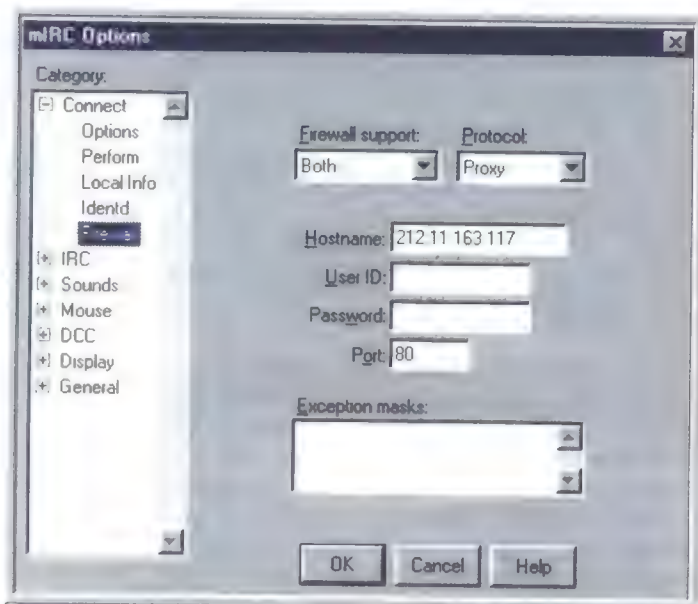 mIRC Options
Category:
Connect
Options
Perform
Local Info
Identd
IRC
Sounds
Mouse
DCC
Display
General
Firewall support:
Protocol:
Both
Proxy
Hostname: 212 11 163 117
User ID:
Password:
Port: 80
Exception masks:
OK
Cancel
Help